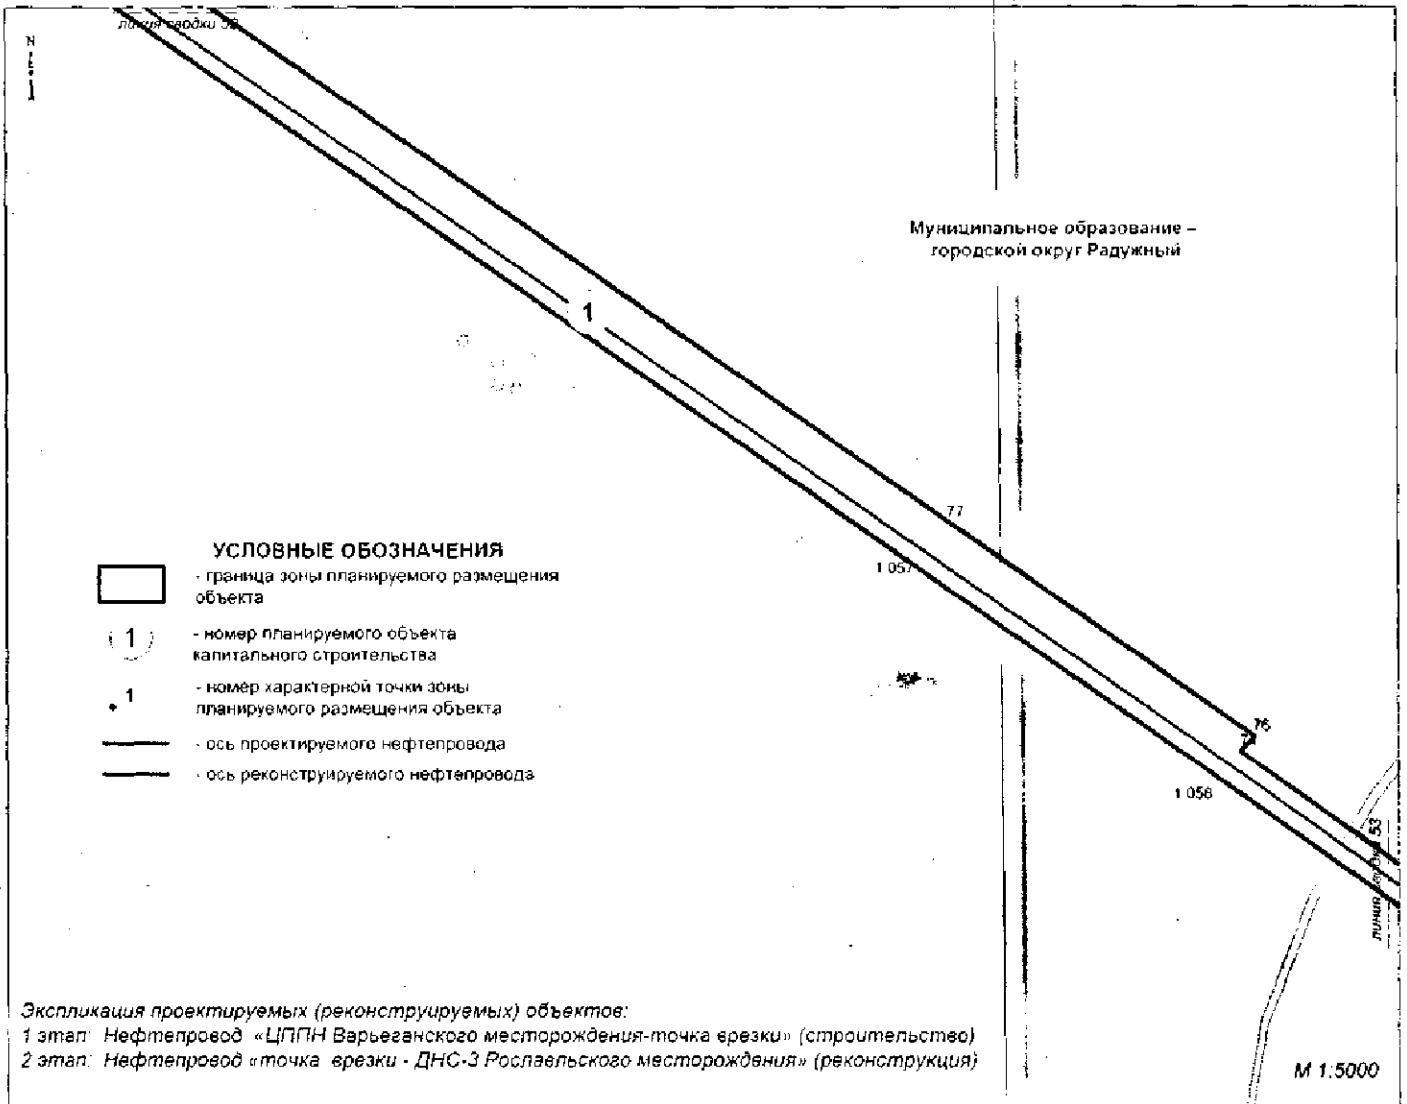 линия сводки 52
N
Муниципальное образование –
городской округ Радужный
1
77
1 057
УСЛОВНЫЕ ОБОЗНАЧЕНИЯ
- граница зоны планируемого размещения
объекта
1
- номер планируемого объекта
капитального строительства
1
- номер характерной точки зоны
планируемого размещения объекта
- ось проектируемого нефтепровода
- ось реконструируемого нефтепровода
76
1 056
линия сводки 53
Экспликация проектируемых (реконструируемых) объектов:
1 этап: Нефтепровод «ЦППН Варьеганского месторождения-точка врезки» (строительство)
2 этап: Нефтепровод «точка врезки - ДНС-3 Рославльского месторождения» (реконструкция)
М 1:5000